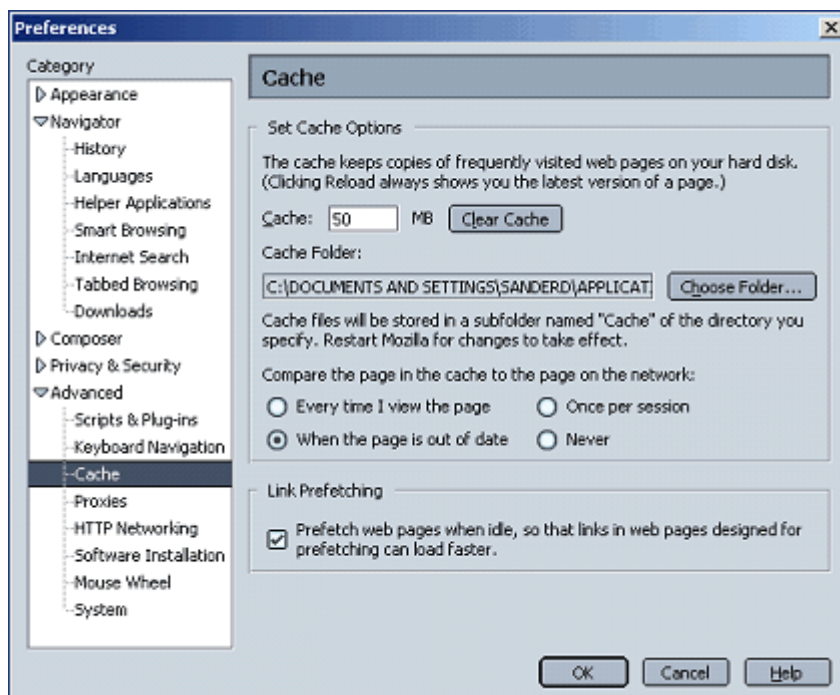 Preferences
Category
Appearance
Navigator
History
Languages
Helper Applications
Smart Browsing
Internet Search
Tabbed Browsing
Downloads
Composer
Privacy & Security
Advanced
Scripts & Plug-ins
Keyboard Navigation
Cache
Proxies
HTTP Networking
Software Installation
Mouse Wheel
System
Cache
Set Cache Options
The cache keeps copies of frequently visited web pages on your hard disk.
(Clicking Reload always shows you the latest version of a page.)
Cache: 50 MB Clear Cache
Cache Folder:
C:\DOCUMENTS AND SETTINGS\SANDERD\APPLICAT Choose Folder...
Cache files will be stored in a subfolder named "Cache" of the directory you
specify. Restart Mozilla for changes to take effect.
Compare the page in the cache to the page on the network:
Every time I view the page Once per session
When the page is out of date Never
Link Prefetching
Prefetch web pages when idle, so that links in web pages designed for
prefetching can load faster.
OK Cancel Help